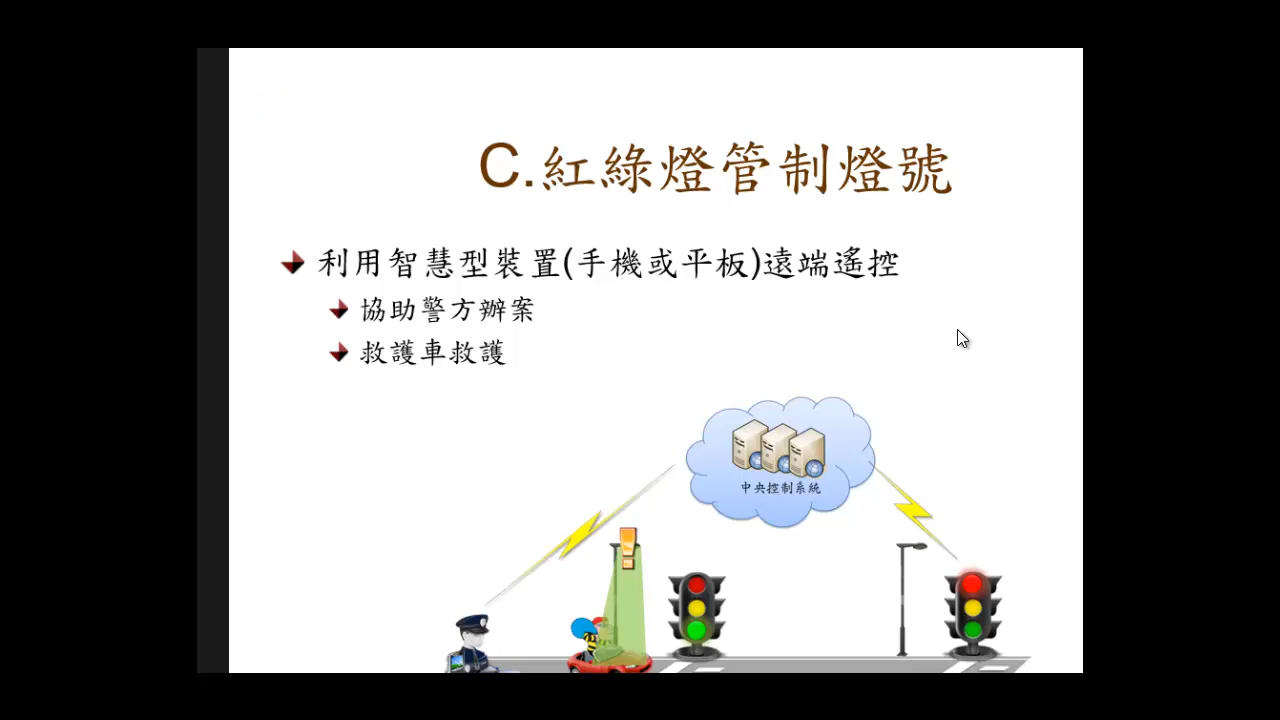 C.紅綠燈管制燈號
利用智慧型裝置(手機或平板)遠端遙控
協助警方辦案
救護車救護
中央控制系統